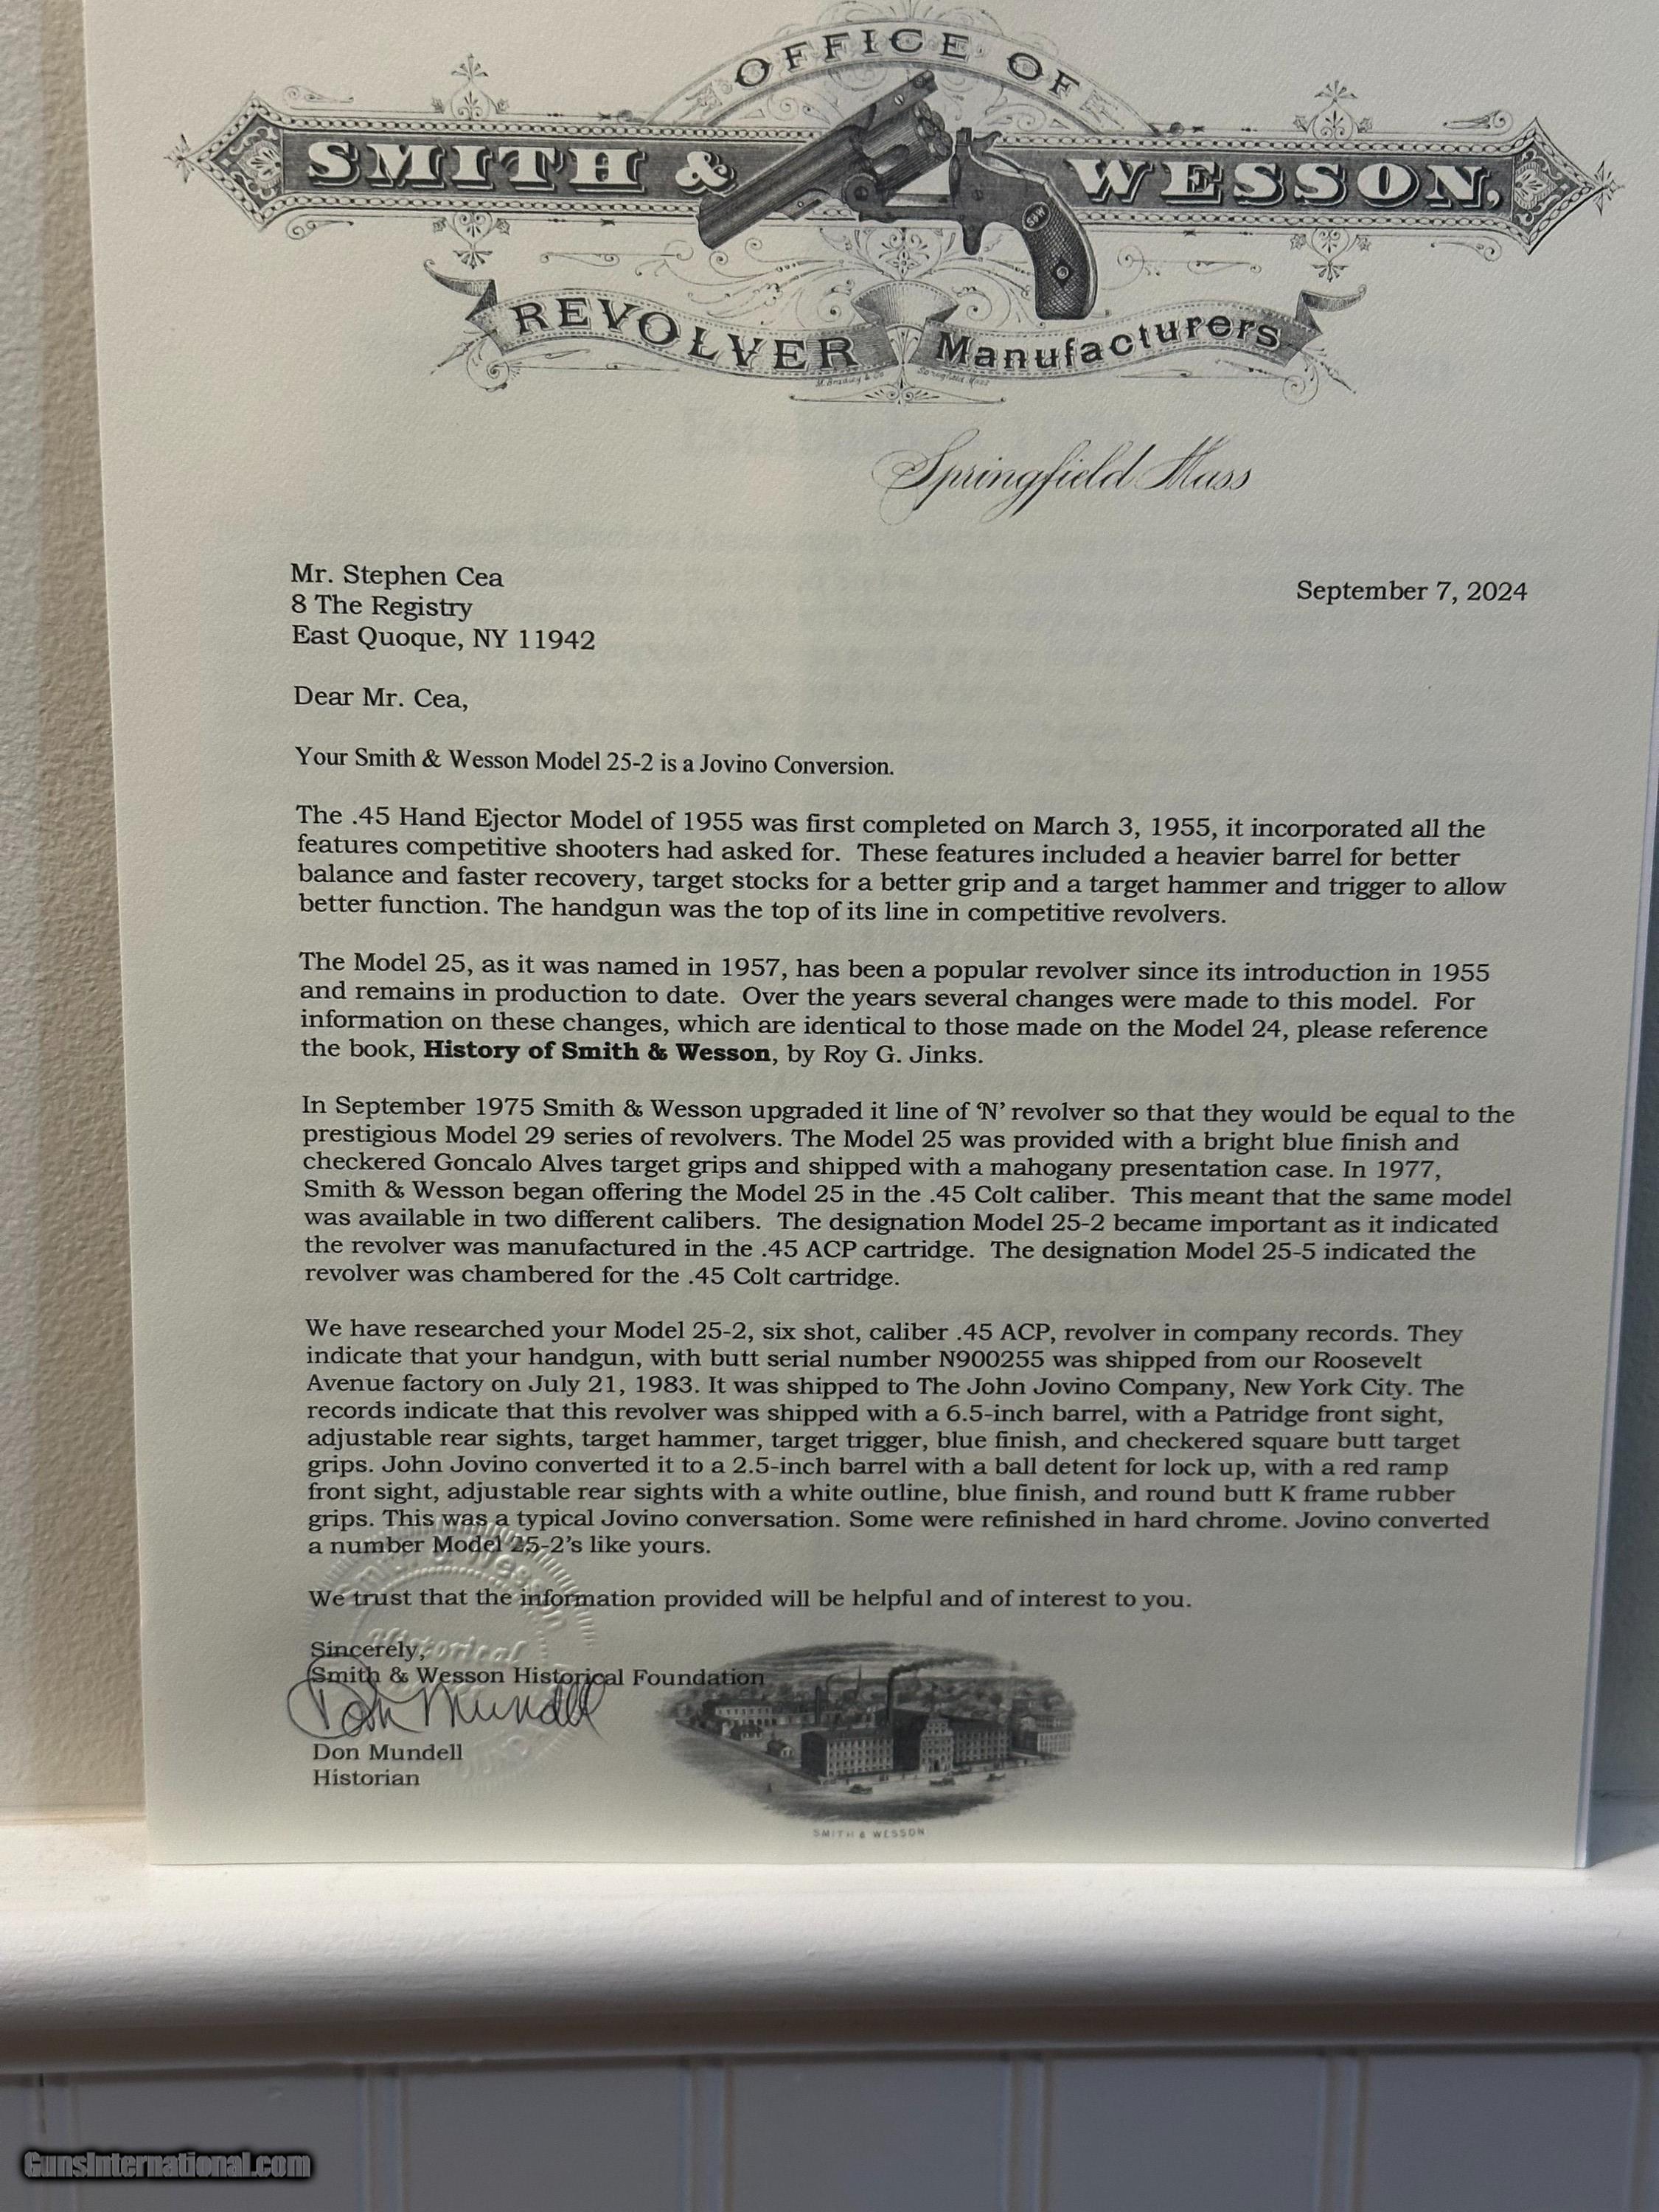 OFFICE OF
SMITH & WESSON,
REVOLVER Manufacturers
Springfield Mass
Mr. Stephen Cea
September 7, 2024
8 The Registry
East Quoque, NY 11942
Dear Mr. Cea,
Your Smith & Wesson Model 25-2 is a Jovino Conversion.
The .45 Hand Ejector Model of 1955 was first completed on March 3, 1955, it incorporated all the
features competitive shooters had asked for.  These features included a heavier barrel for better
balance and faster recovery, target stocks for a better grip and a target hammer and trigger to allow
better function. The handgun was the top of its line in competitive revolvers.
The Model 25, as it was named in 1957, has been a popular revolver since its introduction in 1955
and remains in production to date.  Over the years several changes were made to this model.  For
information on these changes, which are identical to those made on the Model 24, please reference
the book, History of Smith & Wesson, by Roy G. Jinks.
In September 1975 Smith & Wesson upgraded it line of ‘N’ revolver so that they would be equal to the
prestigious Model 29 series of revolvers. The Model 25 was provided with a bright blue finish and
checkered Goncalo Alves target grips and shipped with a mahogany presentation case. In 1977,
Smith & Wesson began offering the Model 25 in the .45 Colt caliber.  This meant that the same model
was available in two different calibers.  The designation Model 25-2 became important as it indicated
the revolver was manufactured in the .45 ACP cartridge.  The designation Model 25-5 indicated the
revolver was chambered for the .45 Colt cartridge.
We have researched your Model 25-2, six shot, caliber .45 ACP, revolver in company records. They
indicate that your handgun, with butt serial number N900255 was shipped from our Roosevelt
Avenue factory on July 21, 1983. It was shipped to The John Jovino Company, New York City. The
records indicate that this revolver was shipped with a 6.5-inch barrel, with a Patridge front sight,
adjustable rear sights, target hammer, target trigger, blue finish, and checkered square butt target
grips. John Jovino converted it to a 2.5-inch barrel with a ball detent for lock up, with a red ramp
front sight, adjustable rear sights with a white outline, blue finish, and round butt K frame rubber
grips. This was a typical Jovino conversation. Some were refinished in hard chrome. Jovino converted
a number Model 25-2’s like yours.
We trust that the information provided will be helpful and of interest to you.
Sincerely,
Smith & Wesson Historical Foundation
Don Mundell
Don Mundell
Historian
SMITH & WESSON
GunsInternational.com